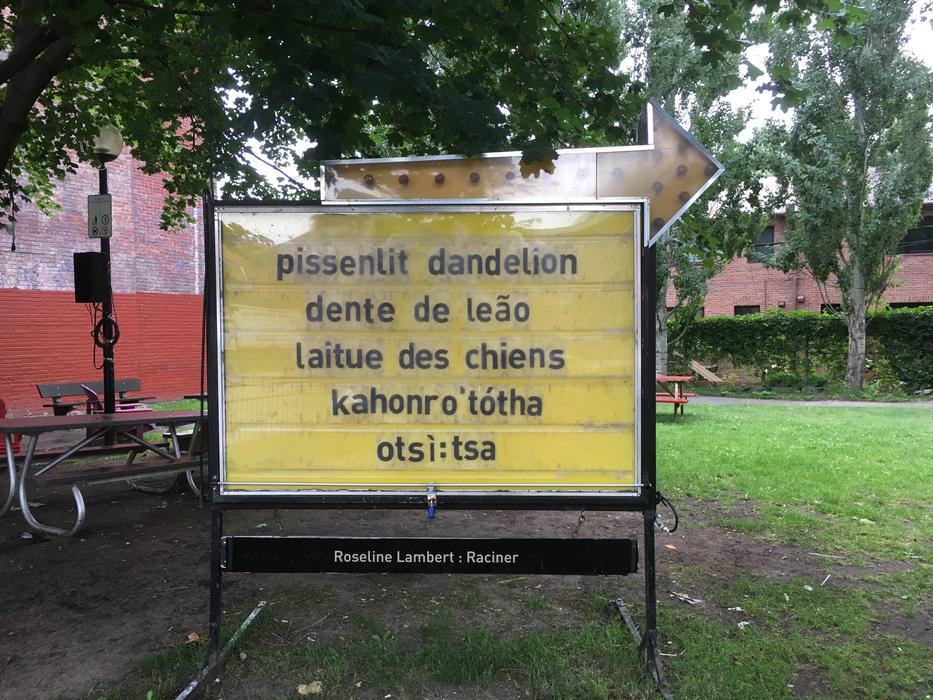 pissenlit dandelion
dente de leão
laitue des chiens
kahonro'tótha
otsì:tsa
Roseline Lambert : Raciner